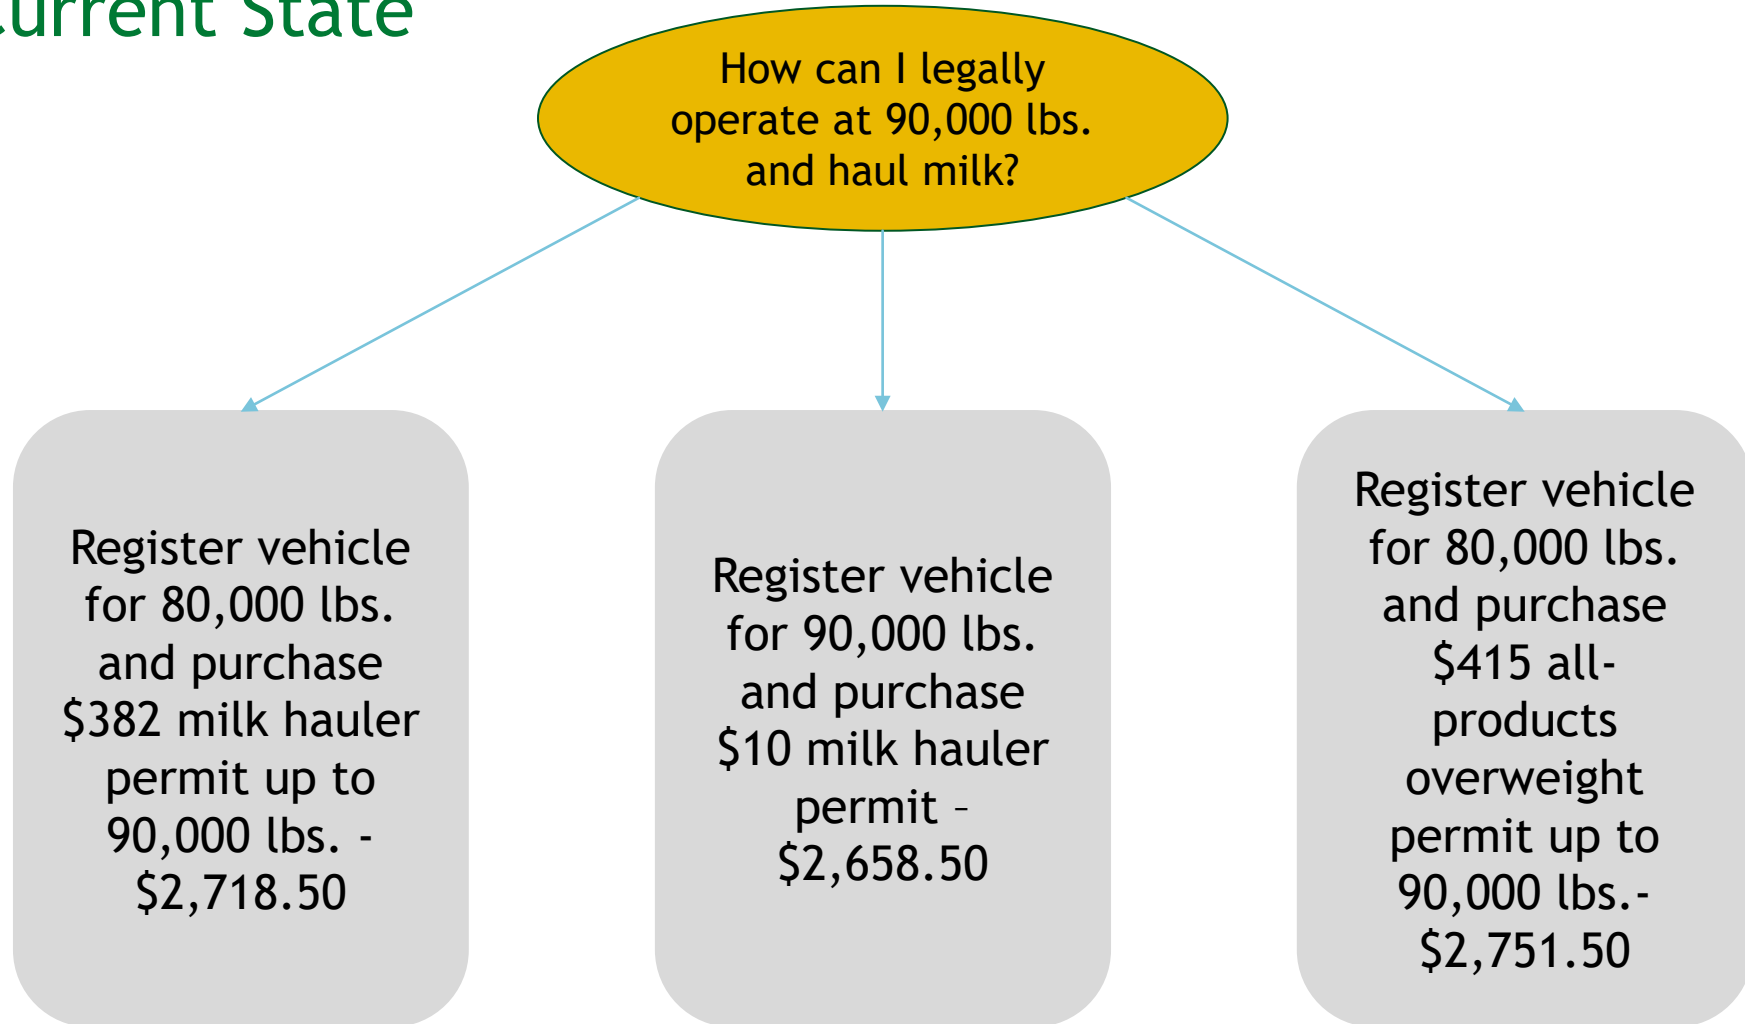 Current State
How can I legally
operate at 90,000 lbs.
and haul milk?
Register vehicle
for 80,000 lbs.
and purchase
$382 milk hauler
permit up to
90,000 lbs. -
$2,718.50
Register vehicle
for 90,000 lbs.
and purchase
$10 milk hauler
permit –
$2,658.50
Register vehicle
for 80,000 lbs.
and purchase
$415 all-
products
overweight
permit up to
90,000 lbs.-
$2,751.50